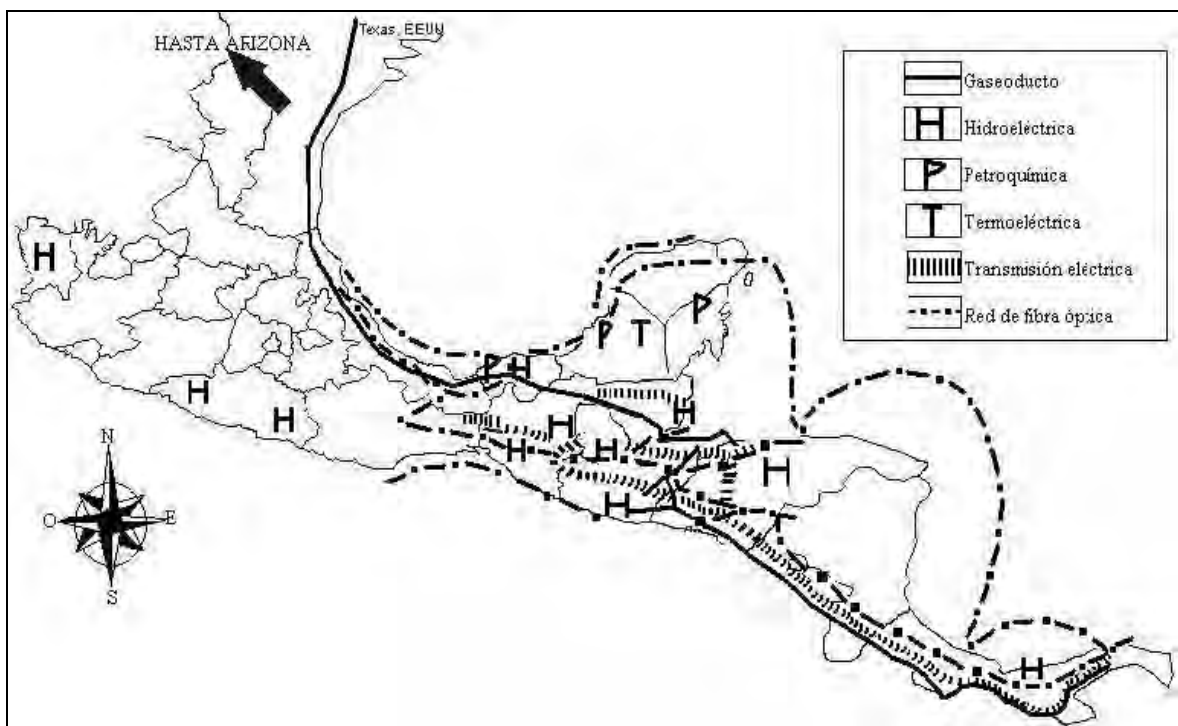 Texas, EEUU
HASTA ARIZONA
Gaseoducto
H Hidroeléctrica
P Petroquímica
T Termoeléctrica
Transmisión eléctrica
Red de fibra óptica
H
P
T
P
P H
H
H
H
H
H
H
H
H
H
N
O E
S